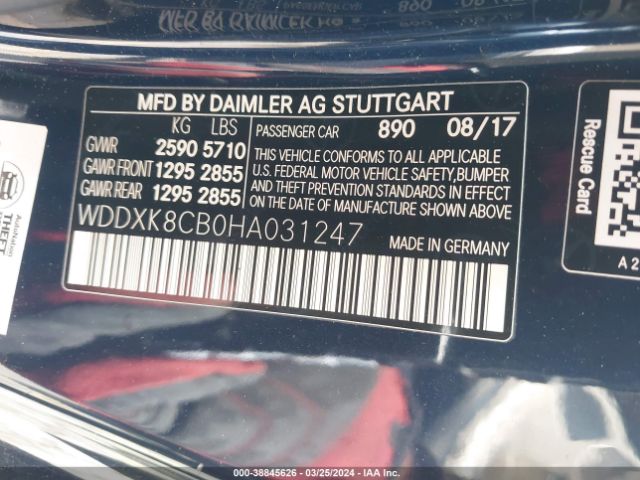 MFD BY DAIMLER AG STUTTGART
KG LBS
GVWR 2590 5710
GAWR FRONT 1295 2855
GAWR REAR 1295 2855
PASSENGER CAR 890 08/17
THIS VEHICLE CONFORMS TO ALL APPLICABLE
U.S. FEDERAL MOTOR VEHICLE SAFETY,BUMPER
AND THEFT PREVENTION STANDARDS IN EFFECT
ON THE DATE OF MANUFACTURE SHOWN ABOVE.
WDDXK8CB0HA031247
MADE IN GERMANY
Rescue Card
A 2
AutoNation
THEFT
000-38845626 - 03/25/2024 - IAA Inc.